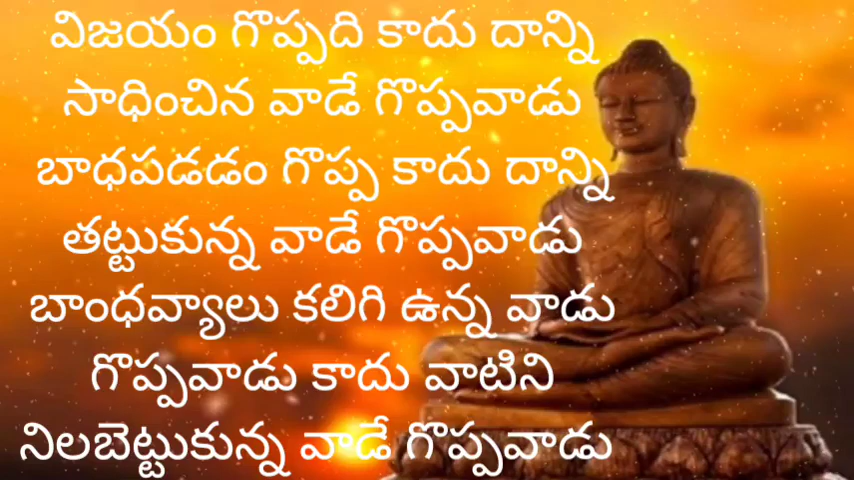 విజయం గొప్పది కాదు దాన్ని
సాధించిన వాడే గొప్పవాడు
బాధపడడం గొప్ప కాదు దాన్ని
తట్టుకున్న వాడే గొప్పవాడు
బాంధవ్యాలు కలిగి ఉన్న వాడు
గొప్పవాడు కాదు వాటిని
నిలబెట్టుకున్న వాడే గొప్పవాడు